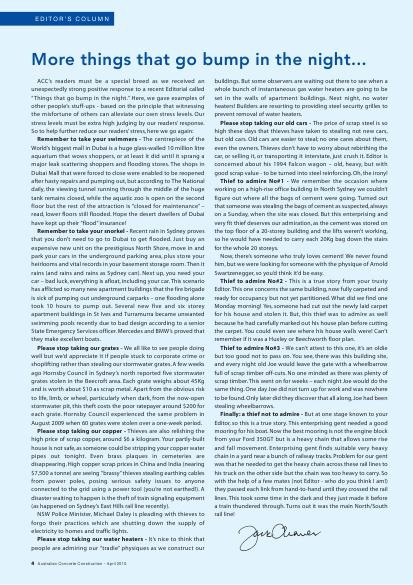 EDITOR'S COLUMN
More things that go bump in the night...
ACC's readers must be a special breed as we received an
unexpectedly strong positive response to a recent Editorial called
"Things that go bump in the night." Here, we gave examples of
other people's stuff-ups - based on the principle that witnessing
the misfortune of others can alleviate our own stress levels. Our
stress levels must be extra high judging by our readers' response.
So to help further reduce our readers' stress, here we go again:
Remember to take your swimmers - The centrepiece of the
World's biggest mall in Dubai is a huge glass-walled 10 million litre
aquarium that wows shoppers, or at least it did until it sprang a
major leak scattering shoppers and flooding stores. The shops in
Dubai Mall that were forced to close were enabled to be reopened
after hasty repairs and pumping out, but according to The National
daily, the viewing tunnel running through the middle of the huge
tank remains closed, while the aquatic zoo is open on the second
floor but the rest of the attraction is "closed for maintenance" -
read, lower floors still flooded. Hope the desert dwellers of Dubai
have kept up their "flood" insurance!
Remember to take your snorkel - Recent rain in Sydney proves
that you don't need to go to Dubai to get flooded. Just buy an
expensive new unit on the prestigious North Shore, move in and
park your cars in the underground parking area, plus store your
heirlooms and vital records in your basement storage room. Then it
rains (and rains and rains as Sydney can). Next up, you need your
car – bad luck, everything is afloat, including your car. This scenario
has afflicted so many new apartment buildings that the fire brigade
is sick of pumping out underground carparks - one flooding alone
took 10 hours to pump out. Several new five and six storey
apartment buildings in St Ives and Turramurra became unwanted
swimming pools recently due to bad design according to a senior
State Emergency Services officer. Mercedes and BMW's proved that
they make excellent boats.
Please stop taking our grates - We all like to see people doing
well but we'd appreciate it if people stuck to corporate crime or
shoplifting rather than stealing our stormwater grates. A few weeks
ago Hornsby Council in Sydney's north reported five stormwater
grates stolen in the Beecroft area. Each grate weighs about 45Kg
and is worth about $10 as scrap metal. Apart from the obvious risk
to life, limb, or wheel, particularly when dark, from the now-open
stormwater pit, this theft costs the poor ratepayer around $200 for
each grate. Hornsby Council experienced the same problem in
August 2009 when 60 grates were stolen over a one-week period.
Please stop taking our copper - Thieves are also relishing the
high price of scrap copper, around $6 a kilogram. Your partly-built
house is not safe, as someone could be stripping your copper water
pipes out tonight. Even brass plaques in cemeteries are
disappearing. High copper scrap prices in China and India (nearing
$7,500 a tonne) are seeing "brassy" thieves stealing earthing cables
from power poles, posing serious safety issues to anyone
connected to the grid using a power tool (you're not earthed!). A
disaster waiting to happen is the theft of train signaling equipment
(as happened on Sydney's East Hills rail line recently).
NSW Police Minister, Michael Daley is pleading with thieves to
forgo their practices which are shutting down the supply of
electricity to homes and traffic lights.
Please stop taking our water heaters - It's nice to think that
people are admiring our "tradie" physiques as we construct our
buildings. But some observers are waiting out there to see when a
whole bunch of instantaneous gas water heaters are going to be
set in the walls of apartment buildings. Next night, no water
heaters! Builders are resorting to providing steel security grilles to
prevent removal of water heaters.
Please stop taking our old cars - The price of scrap steel is so
high these days that thieves have taken to stealing not new cars,
but old cars. Old cars are easier to steal; no one cares about them,
even the owners. Thieves don't have to worry about rebirthing the
car, or selling it, or transporting it interstate, just crush it. Editor is
concerned about his 1994 Falcon wagon – old, heavy, but with
good scrap value - to be turned into steel reinforcing. Oh, the irony!
Thief to admire No#1 - We remember the occasion where
working on a high-rise office building in North Sydney we couldn't
figure out where all the bags of cement were going. Turned out
that someone was stealing the bags of cement as suspected, always
on a Sunday, when the site was closed. But this enterprising and
very fit thief deserves our admiration, as the cement was stored on
the top floor of a 20-storey building and the lifts weren't working,
so he would have needed to carry each 20Kg bag down the stairs
for the whole 20 storeys.
Now, there's someone who truly loves cement! We never found
him, but we were looking for someone with the physique of Arnold
Swartzenegger, so you'd think it'd be easy.
Thief to admire No#2 - This is a true story from your trusty
Editor. This one concerns the same building, now fully carpeted and
ready for occupancy but not yet partitioned. What did we find one
Monday morning? Yes, someone had cut out the newly laid carpet
for his house and stolen it. But, this thief was to admire as well
because he had carefully marked out his house plan before cutting
the carpet. You could even see where his house walls were! Can't
remember if it was a Huxley or Beechworth floor plan.
Thief to admire No#3 - We can't attest to this one, it's an oldie
but too good not to pass on. You see, there was this building site,
and every night old Joe would leave the gate with a wheelbarrow
full of scrap timber off-cuts. No one minded as there was plenty of
scrap timber. This went on for weeks – each night Joe would do the
same thing. One day Joe did not turn up for work and was nowhere
to be found. Only later did they discover that all along, Joe had been
stealing wheelbarrows.
Finally: a thief not to admire - But at one stage known to your
Editor, so this is a true story. This enterprising gent needed a good
mooring for his boat. Now the best mooring is not the engine block
from your Ford 350GT but is a heavy chain that allows some rise
and fall movement. Enterprising gent finds suitable very heavy
chain in a yard near a bunch of railway tracks. Problem for our gent
was that he needed to get the heavy chain across these rail lines to
his truck on the other side but the chain was too heavy to carry. So
with the help of a few mates (not Editor - who do you think I am!)
they passed each link from hand-to-hand until they crossed the rail
lines. This took some time in the dark and they just made it before
a train thundered through. Turns out it was the main North/South
rail line!
4 Australian Concrete Construction - April 2010